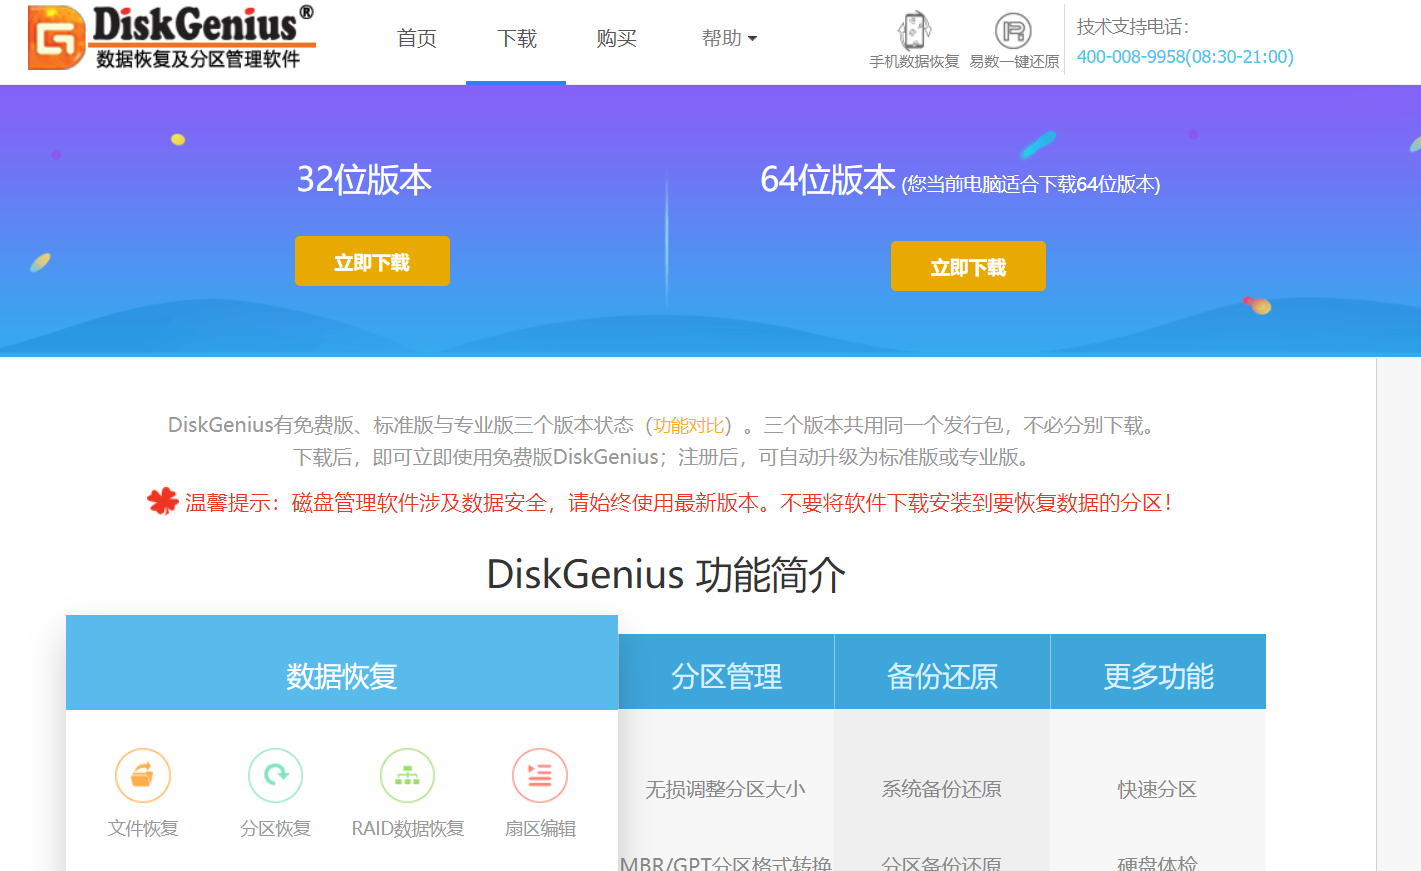 DiskGenius®
数据恢复及分区管理软件
首页
下载
购买
帮助
手机数据恢复
易数一键还原
技术支持电话：
400-008-9958(08:30-21:00)
32位版本
立即下载
64位版本 (您当前电脑适合下载64位版本)
立即下载
DiskGenius有免费版、标准版与专业版三个版本状态（功能对比）。三个版本共用同一个发行包，不必分别下载。
下载后，即可立即使用免费版DiskGenius；注册后，可自动升级为标准版或专业版。
温馨提示：磁盘管理软件涉及数据安全，请始终使用最新版本。不要将软件下载安装到要恢复数据的分区！
DiskGenius 功能简介
数据恢复
分区管理
备份还原
更多功能
文件恢复
分区恢复
RAID数据恢复
扇区编辑
无损调整分区大小
系统备份还原
快速分区
MBR/GPT分区格式转换
分区备份还原
硬盘体检